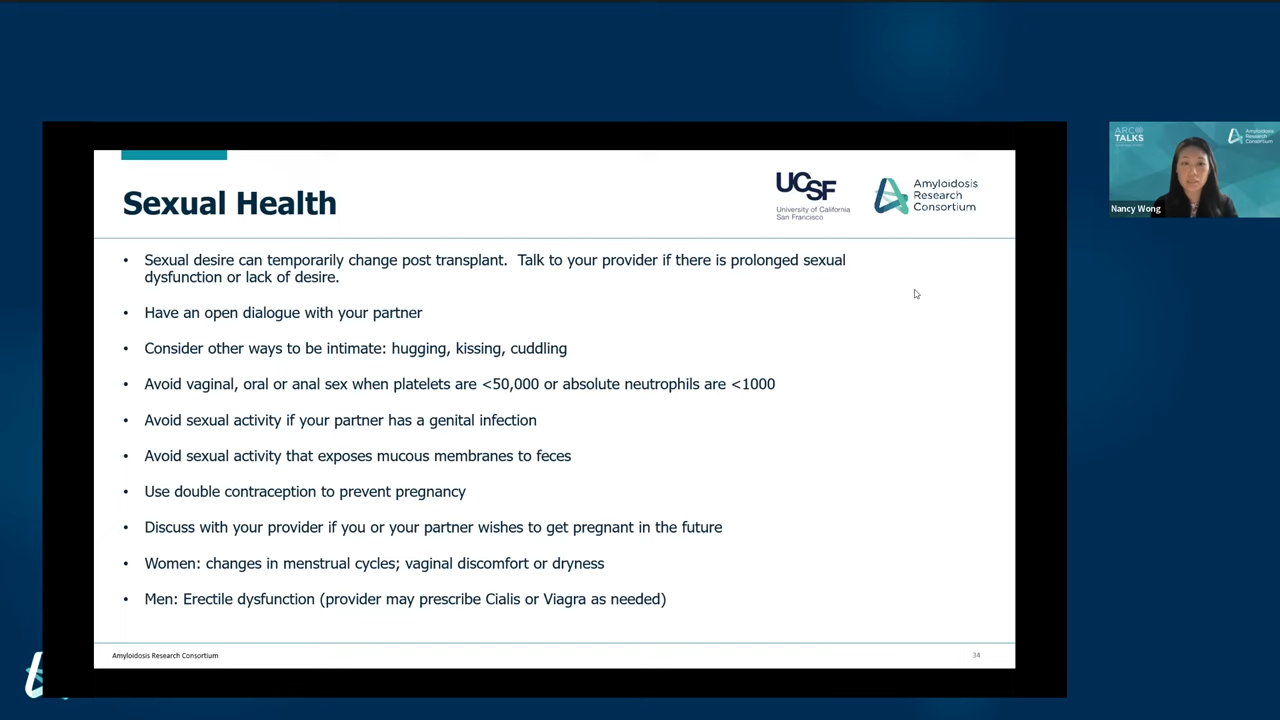 Sexual Health
UCSF
University of California
San Francisco
Amyloidosis
Research
Consortium
• Sexual desire can temporarily change post transplant. Talk to your provider if there is prolonged sexual
dysfunction or lack of desire.
• Have an open dialogue with your partner
• Consider other ways to be intimate: hugging, kissing, cuddling
• Avoid vaginal, oral or anal sex when platelets are <50,000 or absolute neutrophils are <1000
• Avoid sexual activity if your partner has a genital infection
• Avoid sexual activity that exposes mucous membranes to feces
• Use double contraception to prevent pregnancy
• Discuss with your provider if you or your partner wishes to get pregnant in the future
• Women: changes in menstrual cycles; vaginal discomfort or dryness
• Men: Erectile dysfunction (provider may prescribe Cialis or Viagra as needed)
Amyloidosis Research Consortium
34
ARC
TALKS
Amyloidosis
Research
Consortium
Nancy Wong